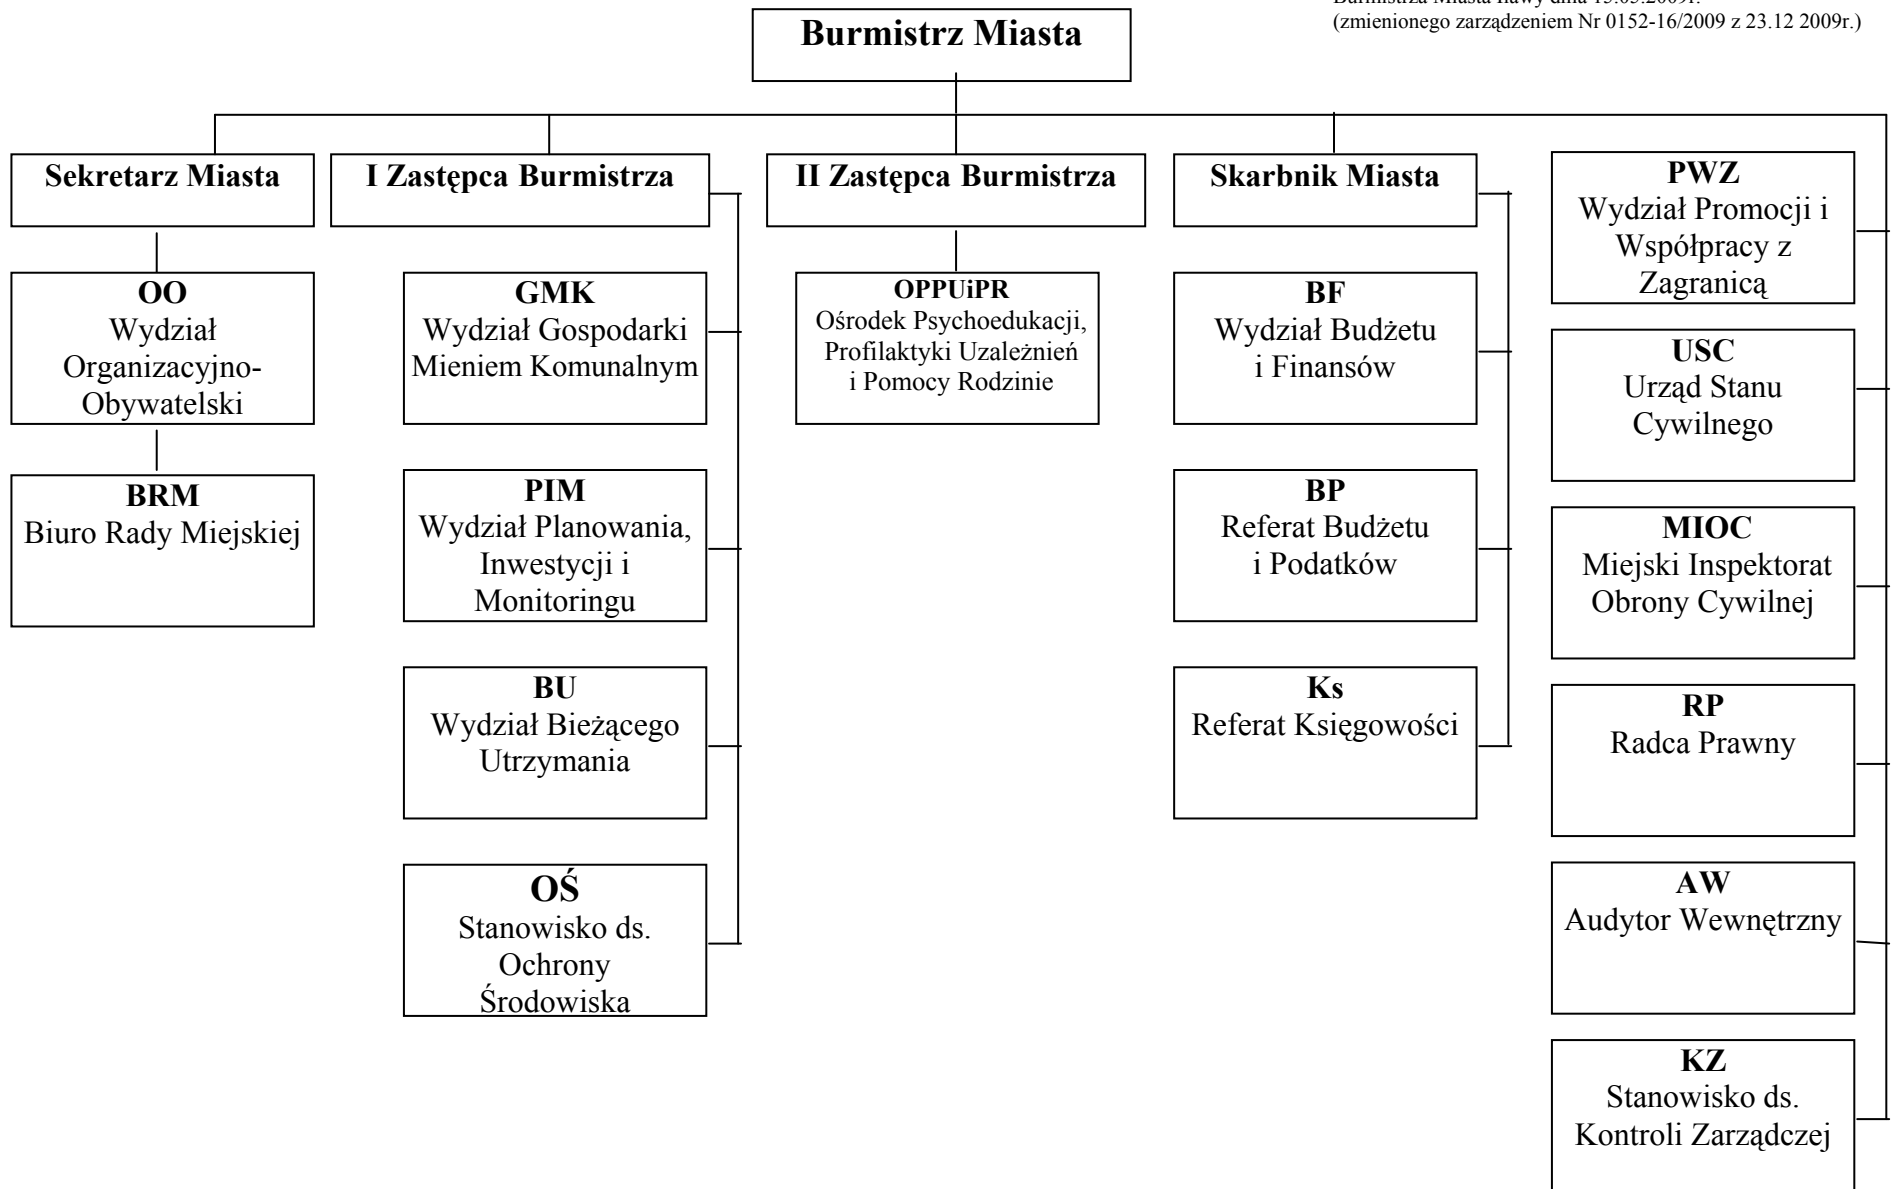 Burmistrza Miasta Iławy dnia 15.05.2009r.
(zmienionego zarządzeniem Nr 0152-16/2009 z 23.12 2009r.)
Burmistrz Miasta
Sekretarz Miasta
I Zastępca Burmistrza
II Zastępca Burmistrza
Skarbnik Miasta
OO
Wydział
Organizacyjno-
Obywatelski
BRM
Biuro Rady Miejskiej
GMK
Wydział Gospodarki
Mieniem Komunalnym
PIM
Wydział Planowania,
Inwestycji i
Monitoringu
BU
Wydział Bieżącego
Utrzymania
OŚ
Stanowisko ds.
Ochrony
Środowiska
OPPUiPR
Ośrodek Psychoedukacji,
Profilaktyki Uzależnień
i Pomocy Rodzinie
BF
Wydział Budżetu
i Finansów
BP
Referat Budżetu
i Podatków
Ks
Referat Księgowości
PWZ
Wydział Promocji i
Współpracy z
Zagranicą
USC
Urząd Stanu
Cywilnego
MIOC
Miejski Inspektorat
Obrony Cywilnej
RP
Radca Prawny
AW
Audytor Wewnętrzny
KZ
Stanowisko ds.
Kontroli Zarządczej